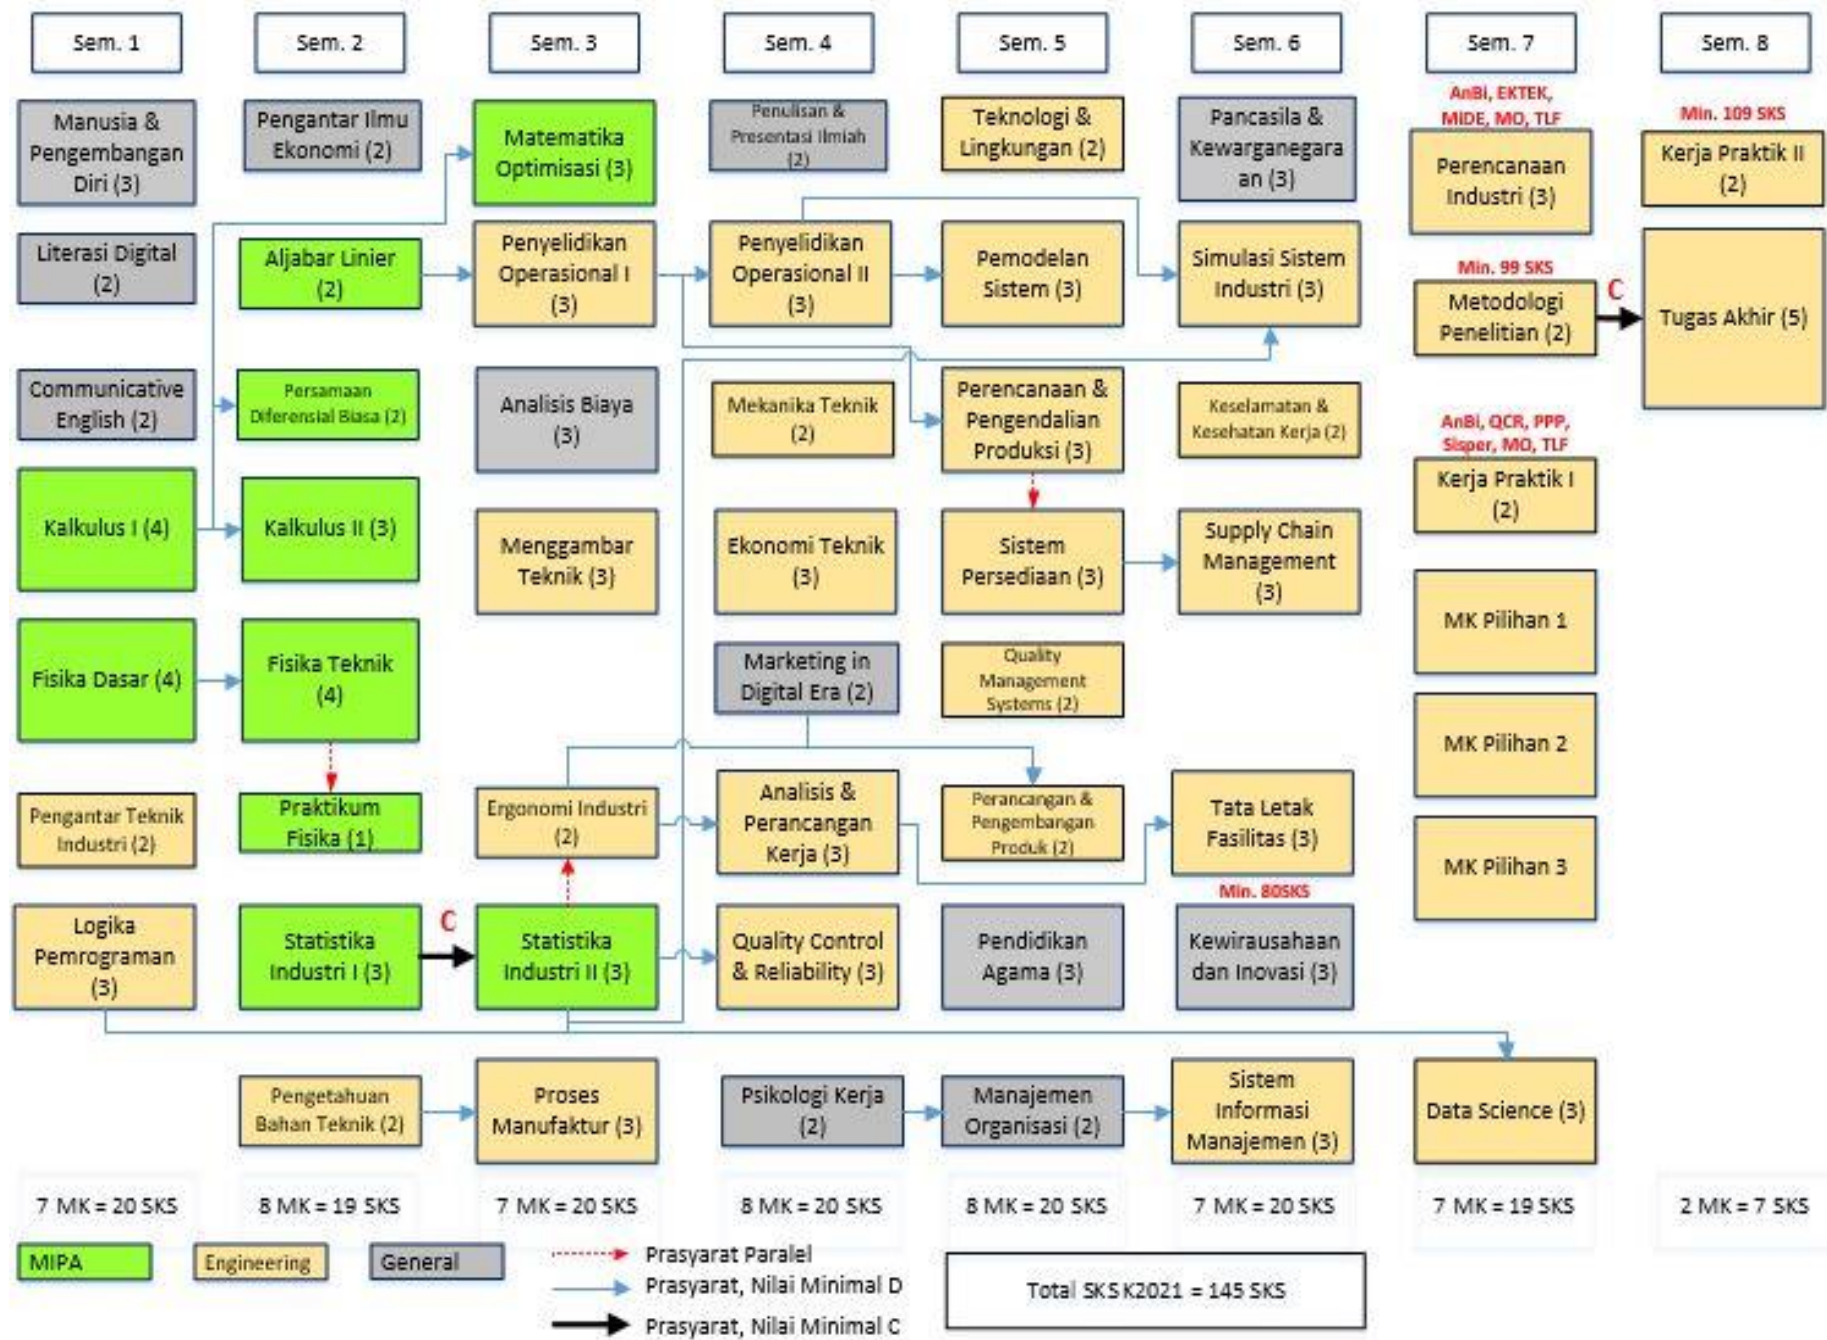 Sem. 1
Sem. 2
Sem. 3
Sem. 4
Sem. 5
Sem. 6
Sem. 7
Sem. 8
Manusia &
Pengembangan
Diri (3)
Pengantar Ilmu
Ekonomi (2)
Matematika
Optimisasi (3)
Penulisan &
Presentasi Ilmiah
(2)
Teknologi &
Lingkungan (2)
Pancasila &
Kewarganegara
an (3)
AnBi, EKTEK,
MiDE, MO, TLF
Perencanaan
Industri (3)
Min. 109 SKS
Kerja Praktik II
(2)
Literasi Digital
(2)
Aljabar Linier
(2)
Penyelidikan
Operasional I
(3)
Penyelidikan
Operasional II
(3)
Pemodelan
Sistem (3)
Simulasi Sistem
Industri (3)
Min. 99 SKS
Metodologi
Penelitian (2)
C
Tugas Akhir (5)
Communicative
English (2)
Persamaan
Diferensial Biasa (2)
Analisis Biaya
(3)
Mekanika Teknik
(2)
Perencanaan &
Pengendalian
Produksi (3)
Keselamatan &
Kesehatan Kerja (2)
AnBi, QCR, PPP,
Sisper, MO, TLF
Kerja Praktik I
(2)
Kalkulus I (4)
Kalkulus II (3)
Menggambar
Teknik (3)
Ekonomi Teknik
(3)
Sistem
Persediaan (3)
Supply Chain
Management
(3)
MK Pilihan 1
Fisika Dasar (4)
Fisika Teknik
(4)
Marketing in
Digital Era (2)
Quality
Management
Systems (2)
MK Pilihan 2
Pengantar Teknik
Industri (2)
Praktikum
Fisika (1)
Ergonomi Industri
(2)
Analisis &
Perancangan
Kerja (3)
Perancangan &
Pengembangan
Produk (2)
Tata Letak
Fasilitas (3)
MK Pilihan 3
Logika
Pemrograman
(3)
Statistika
Industri I (3)
C
Statistika
Industri II (3)
Quality Control
& Reliability (3)
Pendidikan
Agama (3)
Min. 80SKS
Kewirausahaan
dan Inovasi (3)
Pengetahuan
Bahan Teknik (2)
Proses
Manufaktur (3)
Psikologi Kerja
(2)
Manajemen
Organisasi (2)
Sistem
Informasi
Manajemen (3)
Data Science (3)
7 MK = 20 SKS
8 MK = 19 SKS
7 MK = 20 SKS
8 MK = 20 SKS
8 MK = 20 SKS
7 MK = 20 SKS
7 MK = 19 SKS
2 MK = 7 SKS
MIPA
Engineering
General
Prasyarat Paralel
Prasyarat, Nilai Minimal D
Prasyarat, Nilai Minimal C
Total SKS K2021 = 145 SKS